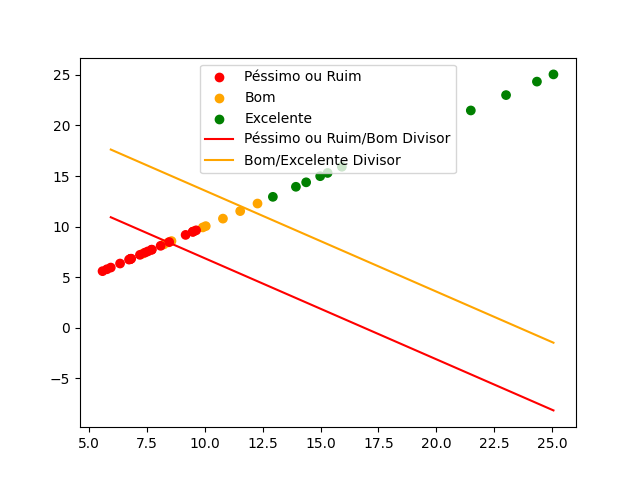 Péssimo ou Ruim
Bom
Excelente
Péssimo ou Ruim/Bom Divisor
Bom/Excelente Divisor
25
20
15
10
5
0
−5
5.0 7.5 10.0 12.5 15.0 17.5 20.0 22.5 25.0